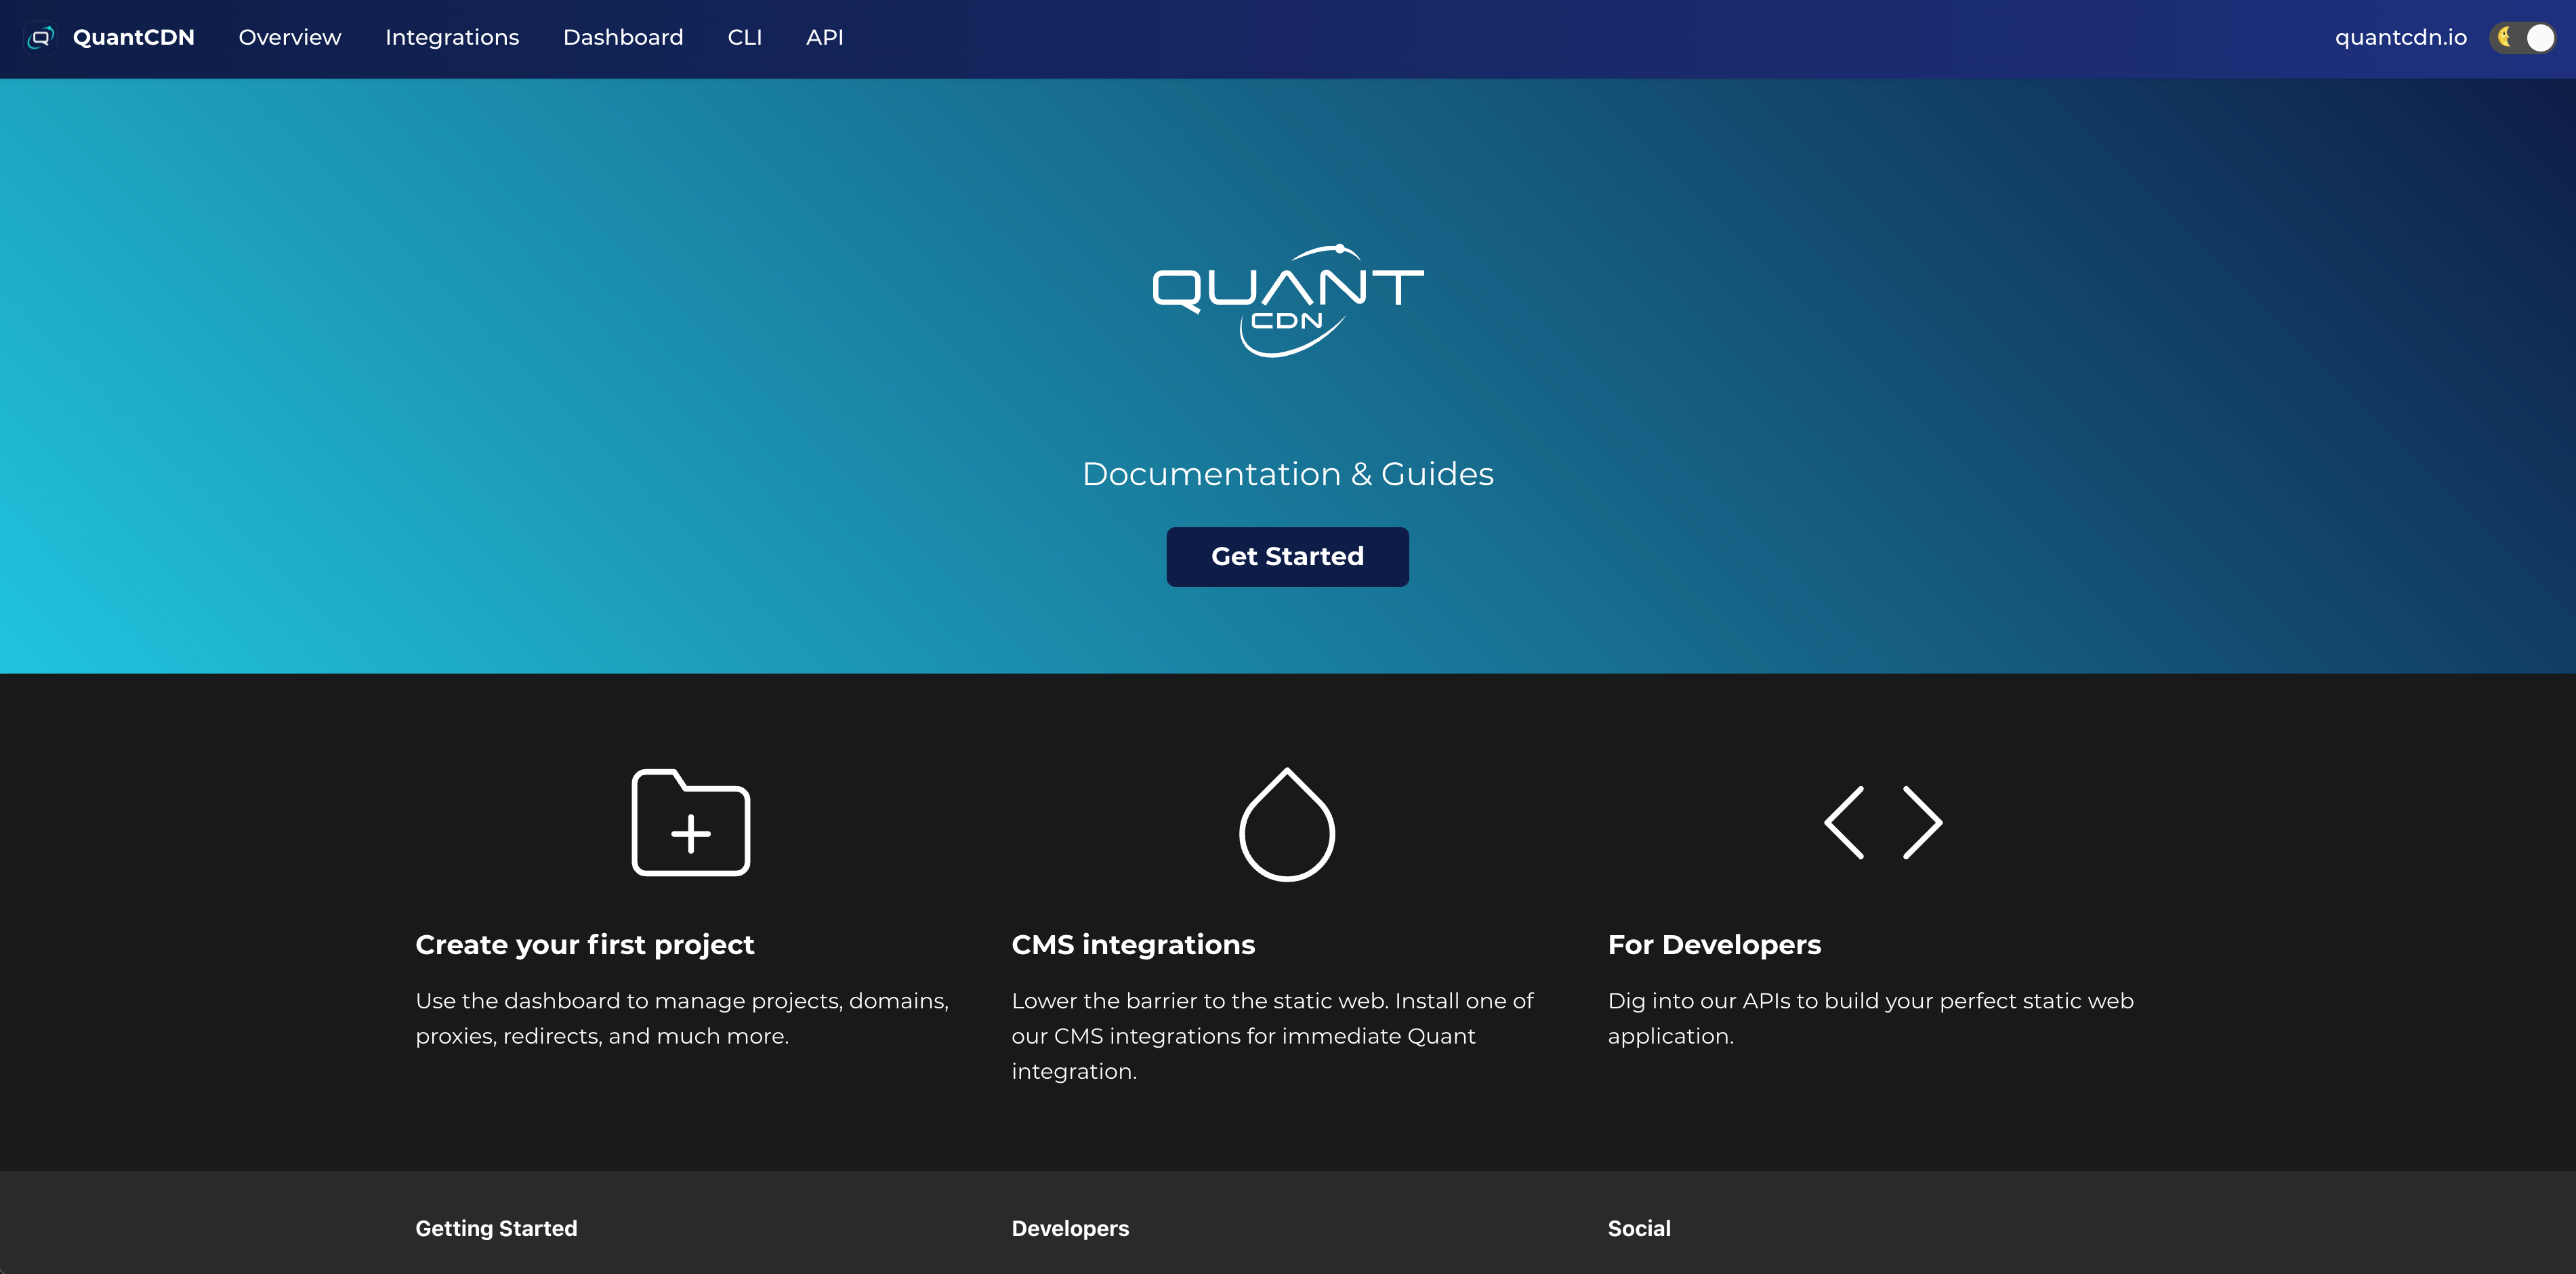 QuantCDN Overview Integrations Dashboard CLI API quantcdn.io
QUANT
CDN
Documentation & Guides
Get Started
Create your first project
Use the dashboard to manage projects, domains,
proxies, redirects, and much more.
CMS integrations
Lower the barrier to the static web. Install one of
our CMS integrations for immediate Quant
integration.
For Developers
Dig into our APIs to build your perfect static web
application.
Getting Started
Developers
Social